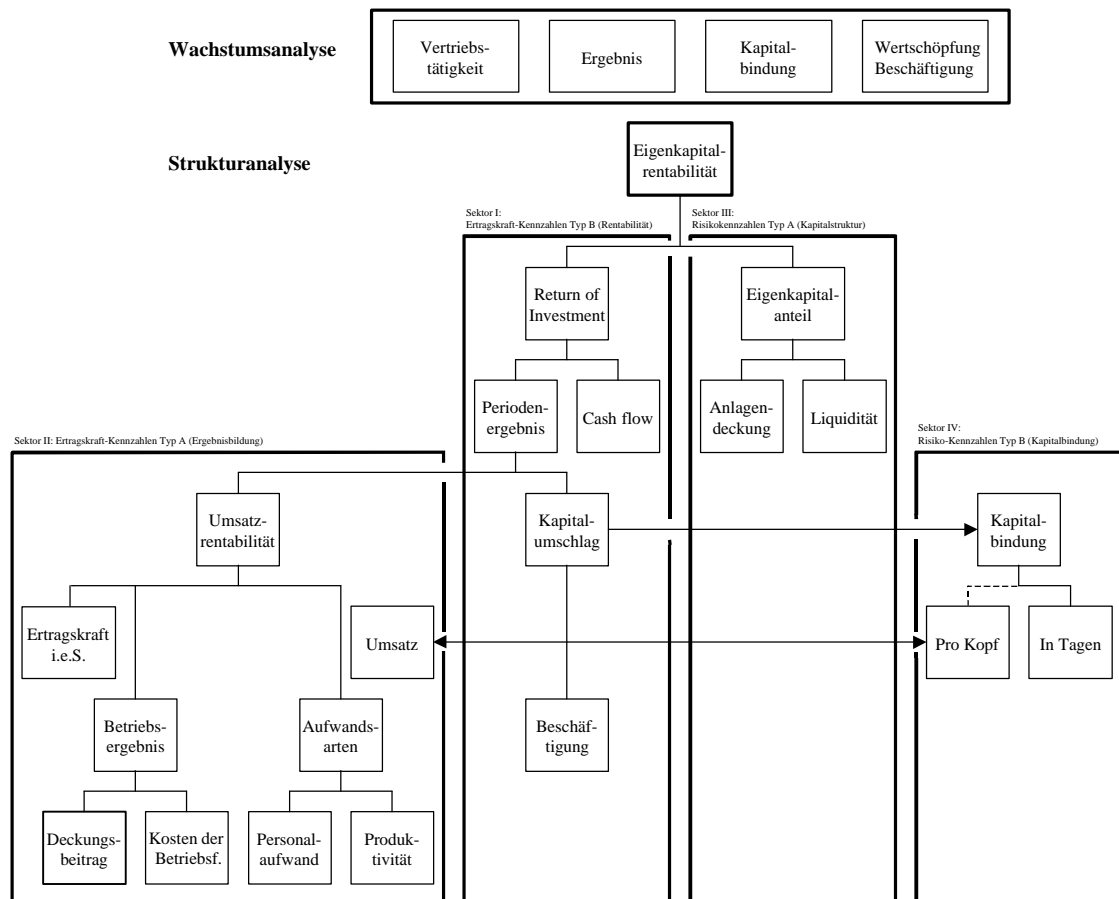 Wachstumsanalyse
Vertriebs-
tätigkeit
Ergebnis
Kapital-
bindung
Wertschöpfung
Beschäftigung
Strukturanalyse
Eigenkapital-
rentabilität
Sektor I:
Ertragskraft-Kennzahlen Typ B (Rentabilität)
Sektor III:
Risikokennzahlen Typ A (Kapitalstruktur)
Return of
Investment
Eigenkapital-
anteil
Perioden-
ergebnis
Cash flow
Anlagen-
deckung
Liquidität
Sektor II: Ertragskraft-Kennzahlen Typ A (Ergebnisbildung)
Sektor IV:
Risiko-Kennzahlen Typ B (Kapitalbindung)
Umsatz-
rentabilität
Kapital-
umschlag
Kapital-
bindung
Ertragskraft
i.e.S.
Umsatz
Pro Kopf
In Tagen
Betriebs-
ergebnis
Aufwands-
arten
Beschäf-
tigung
Deckungs-
beitrag
Kosten der
Betriebsf.
Personal-
aufwand
Produk-
tivität